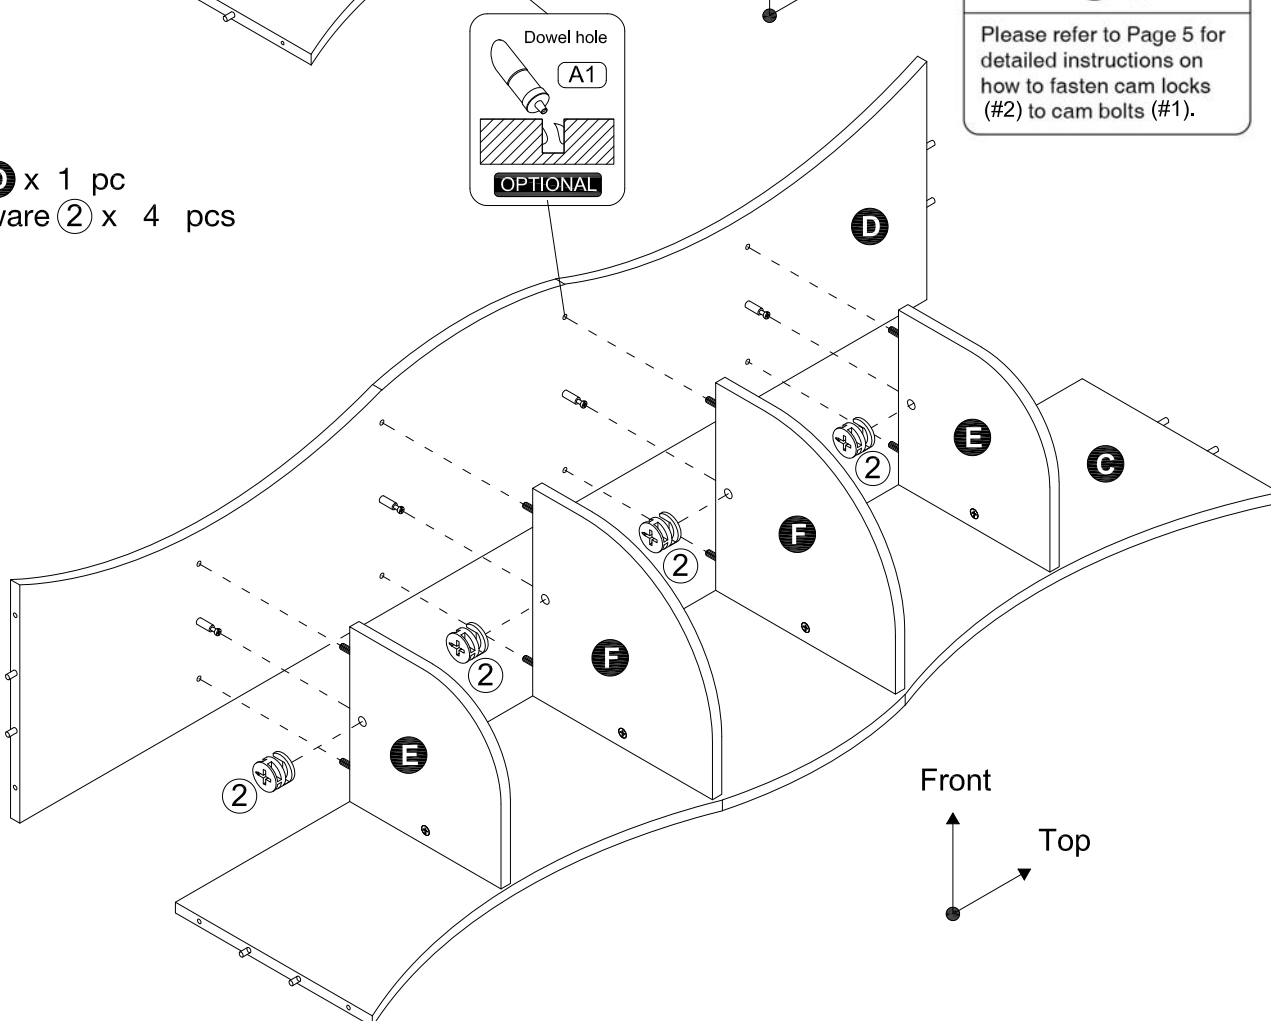 Dowel hole
A1
OPTIONAL
Please refer to Page 5 for
detailed instructions on
how to fasten cam locks
(#2) to cam bolts (#1).
x 1 pc
2 x 4 pcs
D
E
C
2
F
2
F
2
E
2
Front
Top